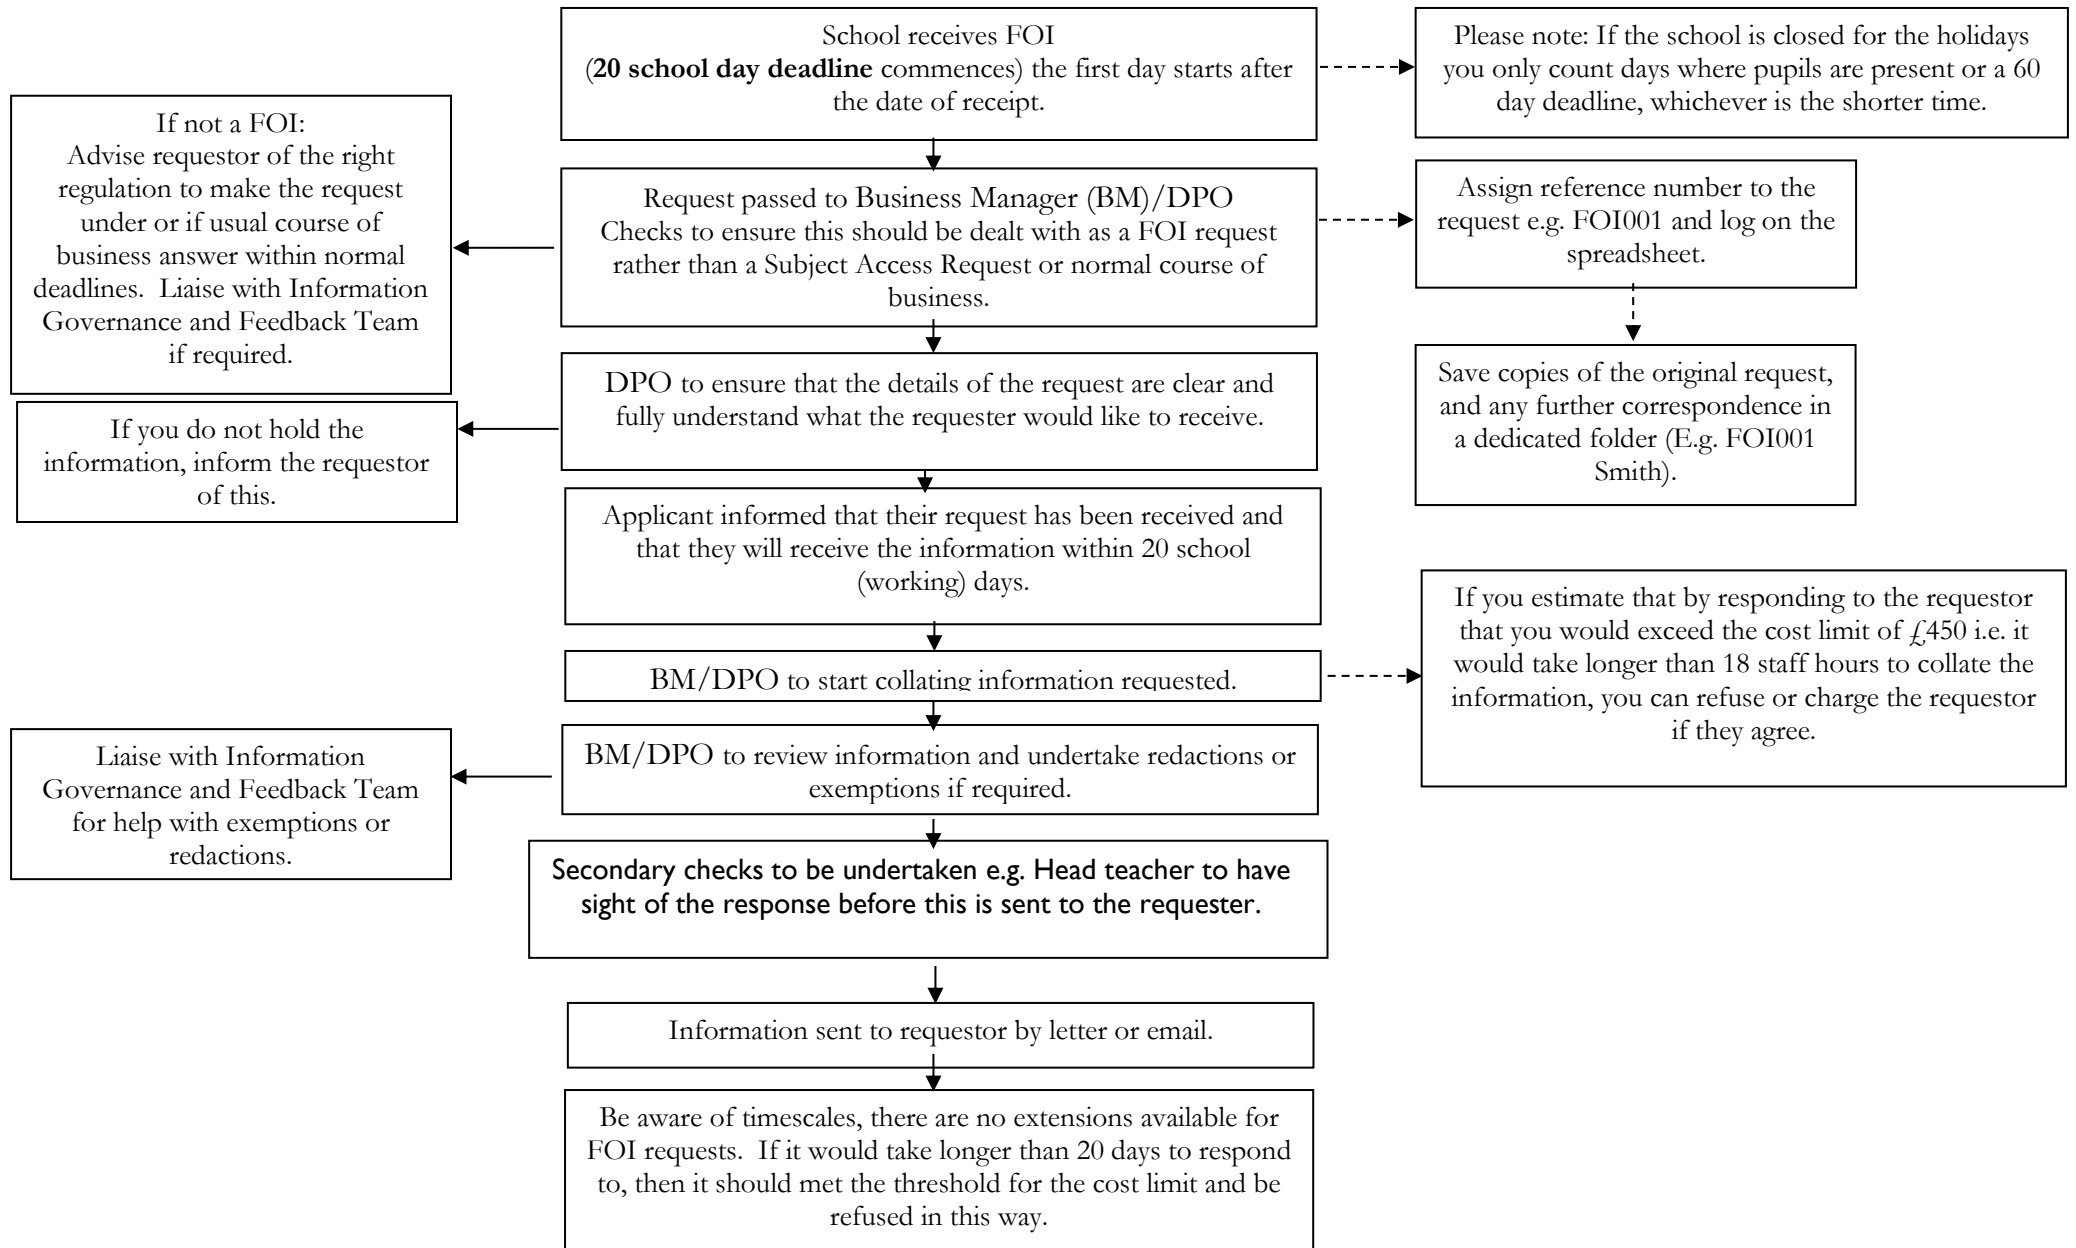 School receives FOI
(20 school day deadline commences) the first day starts after
the date of receipt.
Please note: If the school is closed for the holidays
you only count days where pupils are present or a 60
day deadline, whichever is the shorter time.
If not a FOI:
Advise requestor of the right
regulation to make the request
under or if usual course of
business answer within normal
deadlines. Liaise with Information
Governance and Feedback Team
if required.
Request passed to Business Manager (BM)/DPO
Checks to ensure this should be dealt with as a FOI request
rather than a Subject Access Request or normal course of
business.
Assign reference number to the
request e.g. FOI001 and log on the
spreadsheet.
Save copies of the original request,
and any further correspondence in
a dedicated folder (E.g. FOI001
Smith).
DPO to ensure that the details of the request are clear and
fully understand what the requester would like to receive.
If you do not hold the
information, inform the requestor
of this.
Applicant informed that their request has been received and
that they will receive the information within 20 school
(working) days.
BM/DPO to start collating information requested.
If you estimate that by responding to the requestor
that you would exceed the cost limit of £450 i.e. it
would take longer than 18 staff hours to collate the
information, you can refuse or charge the requestor
if they agree.
BM/DPO to review information and undertake redactions or
exemptions if required.
Liaise with Information
Governance and Feedback Team
for help with exemptions or
redactions.
Secondary checks to be undertaken e.g. Head teacher to have
sight of the response before this is sent to the requester.
Information sent to requestor by letter or email.
Be aware of timescales, there are no extensions available for
FOI requests. If it would take longer than 20 days to respond
to, then it should met the threshold for the cost limit and be
refused in this way.